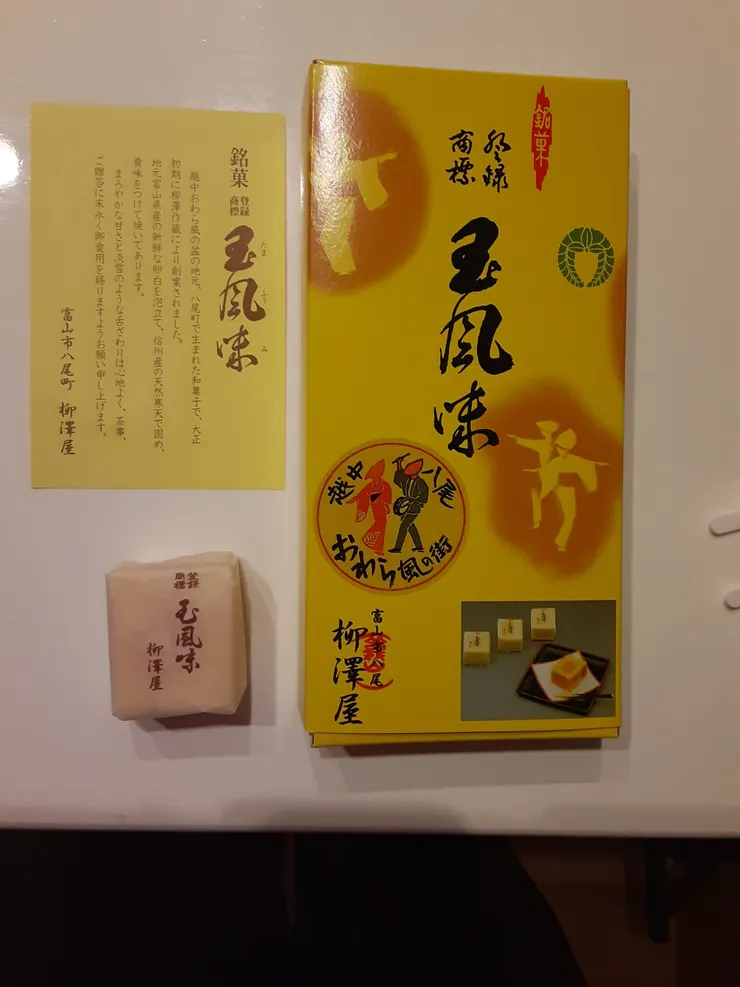 銘菓
登録
商標
玉風味
たまふうみ
越中おわら風の盆の地元、八尾町で生まれた和菓子で、大正
初期に柳澤作蔵により創案されました。
地元富山県産の新鮮な卵白を泡立て、信州産の天然寒天で固め、
黄味をつけて焼いてあります。
まろやかな甘さと淡雪のような舌ざわりは心地よく、茶事、
ご贈答に末永く御愛用を賜りますようお願い申し上げます。
富山市八尾町 柳澤屋
登録
商標
玉風味
柳澤屋
銘菓
登録
商標
玉風味
越中
八尾
おわら風の街
富山市八尾
柳澤屋